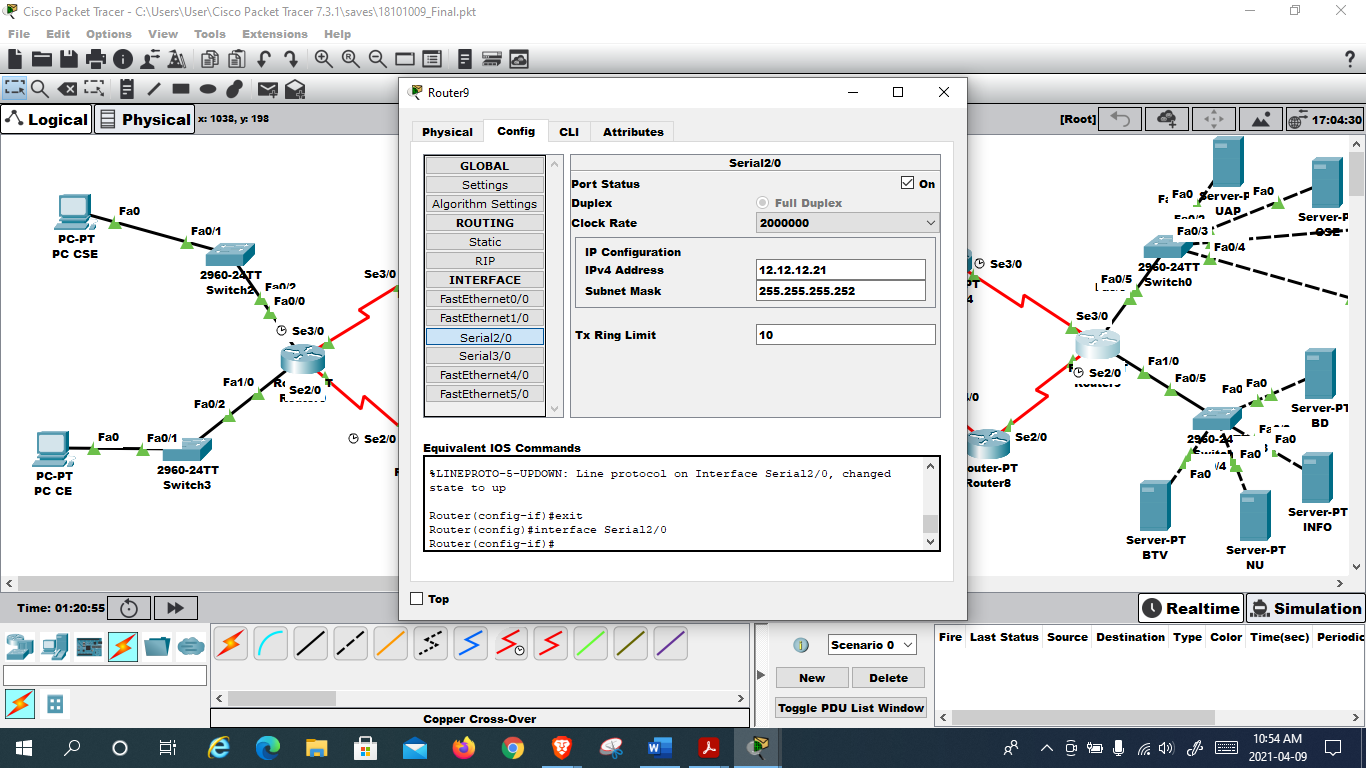 Cisco Packet Tracer - C:\Users\User\Cisco Packet Tracer 7.3.1\saves\18101009_Final.pkt
File Edit Options View Tools Extensions Help
Logical Physical x: 1038, y: 198
[Root] 17:04:30
Fa0
PC-PT
PC CSE
Fa0/1
2960-24TT
Switch2
Fa0/2
Fa0/0
Se3/0
Se3/0
Fa1/0
Se2/0
Fa0/2
Se2/0
Fa0
Fa0/1
PC-PT
PC CE
2960-24TT
Switch3
Router9
Physical Config CLI Attributes
GLOBAL
Settings
Algorithm Settings
ROUTING
Static
RIP
INTERFACE
FastEthernet0/0
FastEthernet1/0
Serial2/0
Serial3/0
FastEthernet4/0
FastEthernet5/0
Serial2/0
Port Status On
Duplex Full Duplex
Clock Rate 2000000
IP Configuration
IPv4 Address 12.12.12.21
Subnet Mask 255.255.255.252
Tx Ring Limit 10
Equivalent IOS Commands
%LINEPROTO-5-UPDOWN: Line protocol on Interface Serial2/0, changed
state to up
Router(config-if)#exit
Router(config)#interface Serial2/0
Router(config-if)#
Top
Fa0
UAP
Fa0
Server-PT
Fa0/3
Fa0/4
2960-24TT
Switch0
Fa0/5
Se3/0
Se3/0
Se2/0
Fa1/0
Fa0/5
Fa0
Fa0
Server-PT
BD
Se2/0
Router8
Fa0
Fa0
Fa0
Server-PT
INFO
Server-PT
BTV
Server-PT
NU
Time: 01:20:55
Realtime Simulation
Scenario 0
New Delete
Toggle PDU List Window
Fire Last Status Source Destination Type Color Time(sec) Periodic
Copper Cross-Over
10:54 AM
2021-04-09